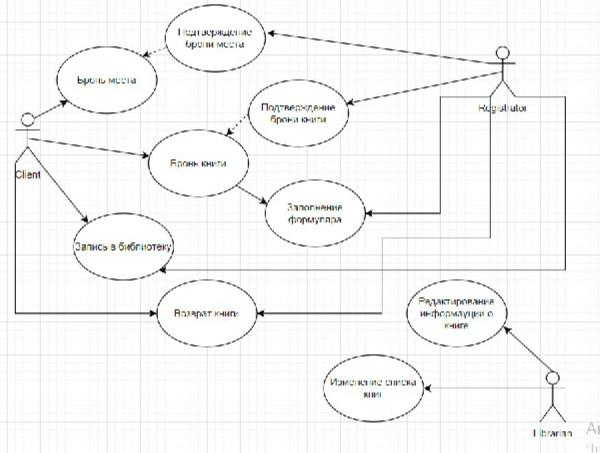 Подтверждение
брони места
Бронь места
Registrator
Подтверждение
брони книги
Бронь книги
Client
Заполнение
формуляра
Запись в библиотеку
Возврат книги
Редактирование
информауции о
книге
Изменение списка
книг
Librarian